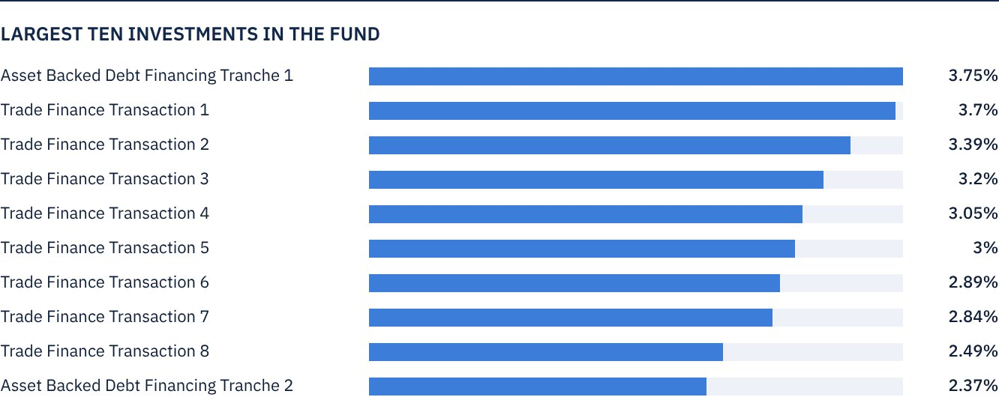 LARGEST TEN INVESTMENTS IN THE FUND
Asset Backed Debt Financing Tranche 1 3.75%
Trade Finance Transaction 1 3.7%
Trade Finance Transaction 2 3.39%
Trade Finance Transaction 3 3.2%
Trade Finance Transaction 4 3.05%
Trade Finance Transaction 5 3%
Trade Finance Transaction 6 2.89%
Trade Finance Transaction 7 2.84%
Trade Finance Transaction 8 2.49%
Asset Backed Debt Financing Tranche 2 2.37%